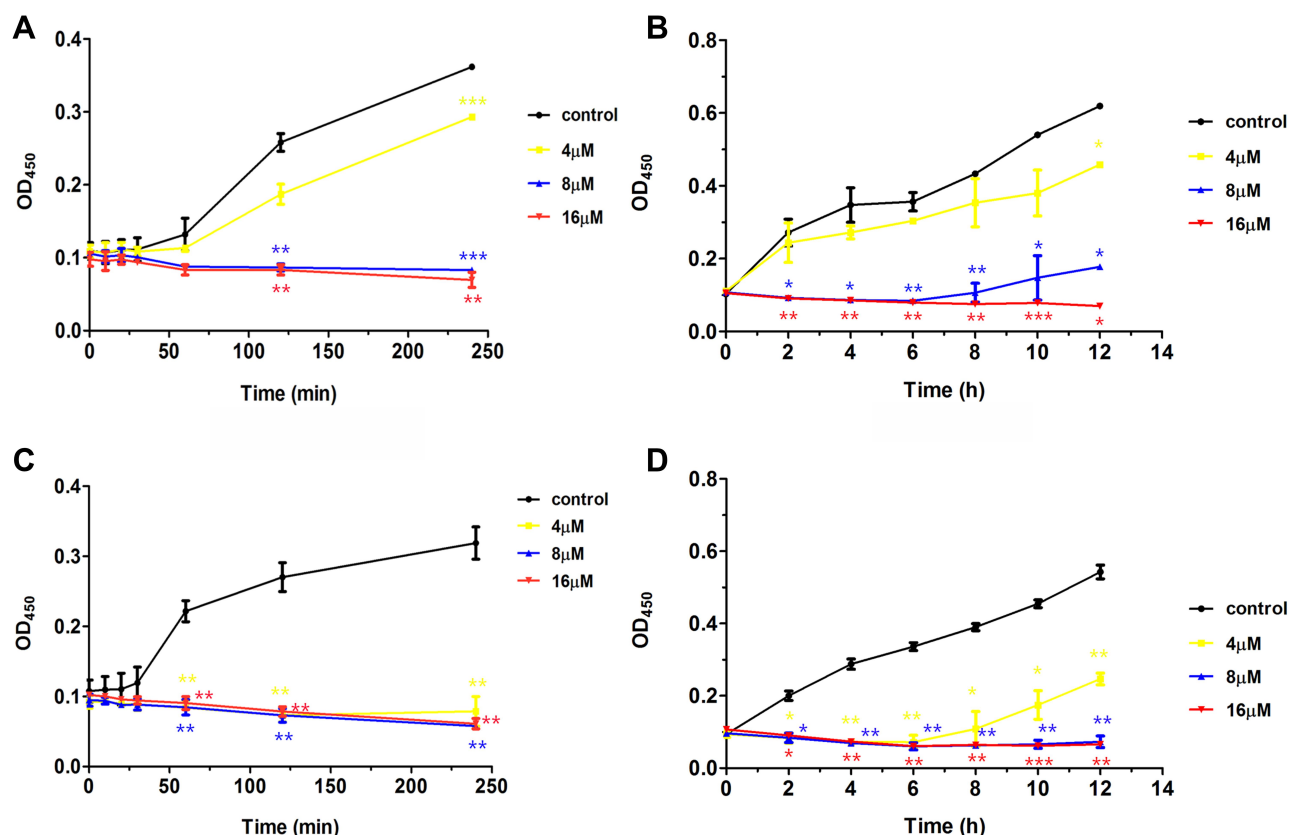 A
0.4
0.3
0.2
0.1
0.0
OD450
0 50 100 150 200 250
Time (min)
***
**
***
**
**
control
4μM
8μM
16μM
B
0.8
0.6
0.4
0.2
0.0
OD450
0 2 4 6 8 10 12 14
Time (h)
*
* * ** ** * *
** ** ** ** *** *
control
4μM
8μM
16μM
C
0.4
0.3
0.2
0.1
0.0
OD450
0 50 100 150 200 250
Time (min)
** ** **
** ** **
** ** **
control
4μM
8μM
16μM
D
0.8
0.6
0.4
0.2
0.0
OD450
0 2 4 6 8 10 12 14
Time (h)
* ** ** * * **
* ** ** ** ** **
* ** ** ** *** **
control
4μM
8μM
16μM